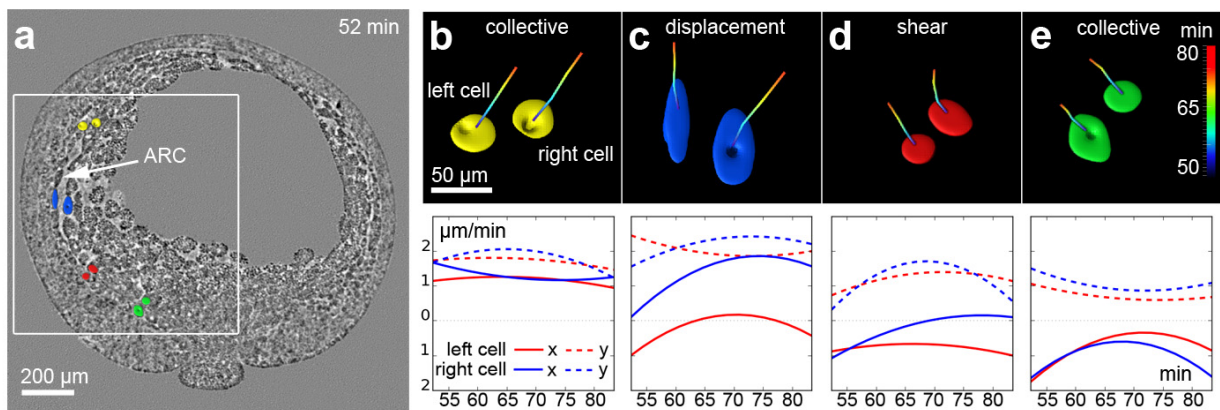 a
52 min
ARC
200 µm
b collective
left cell
right cell
50 µm
c displacement
d shear
e collective
min
80
65
50
µm/min
2
1
0
1
2
left cell x y
right cell x y
min
55 60 65 70 75 80
55 60 65 70 75 80
55 60 65 70 75 80
55 60 65 70 75 80